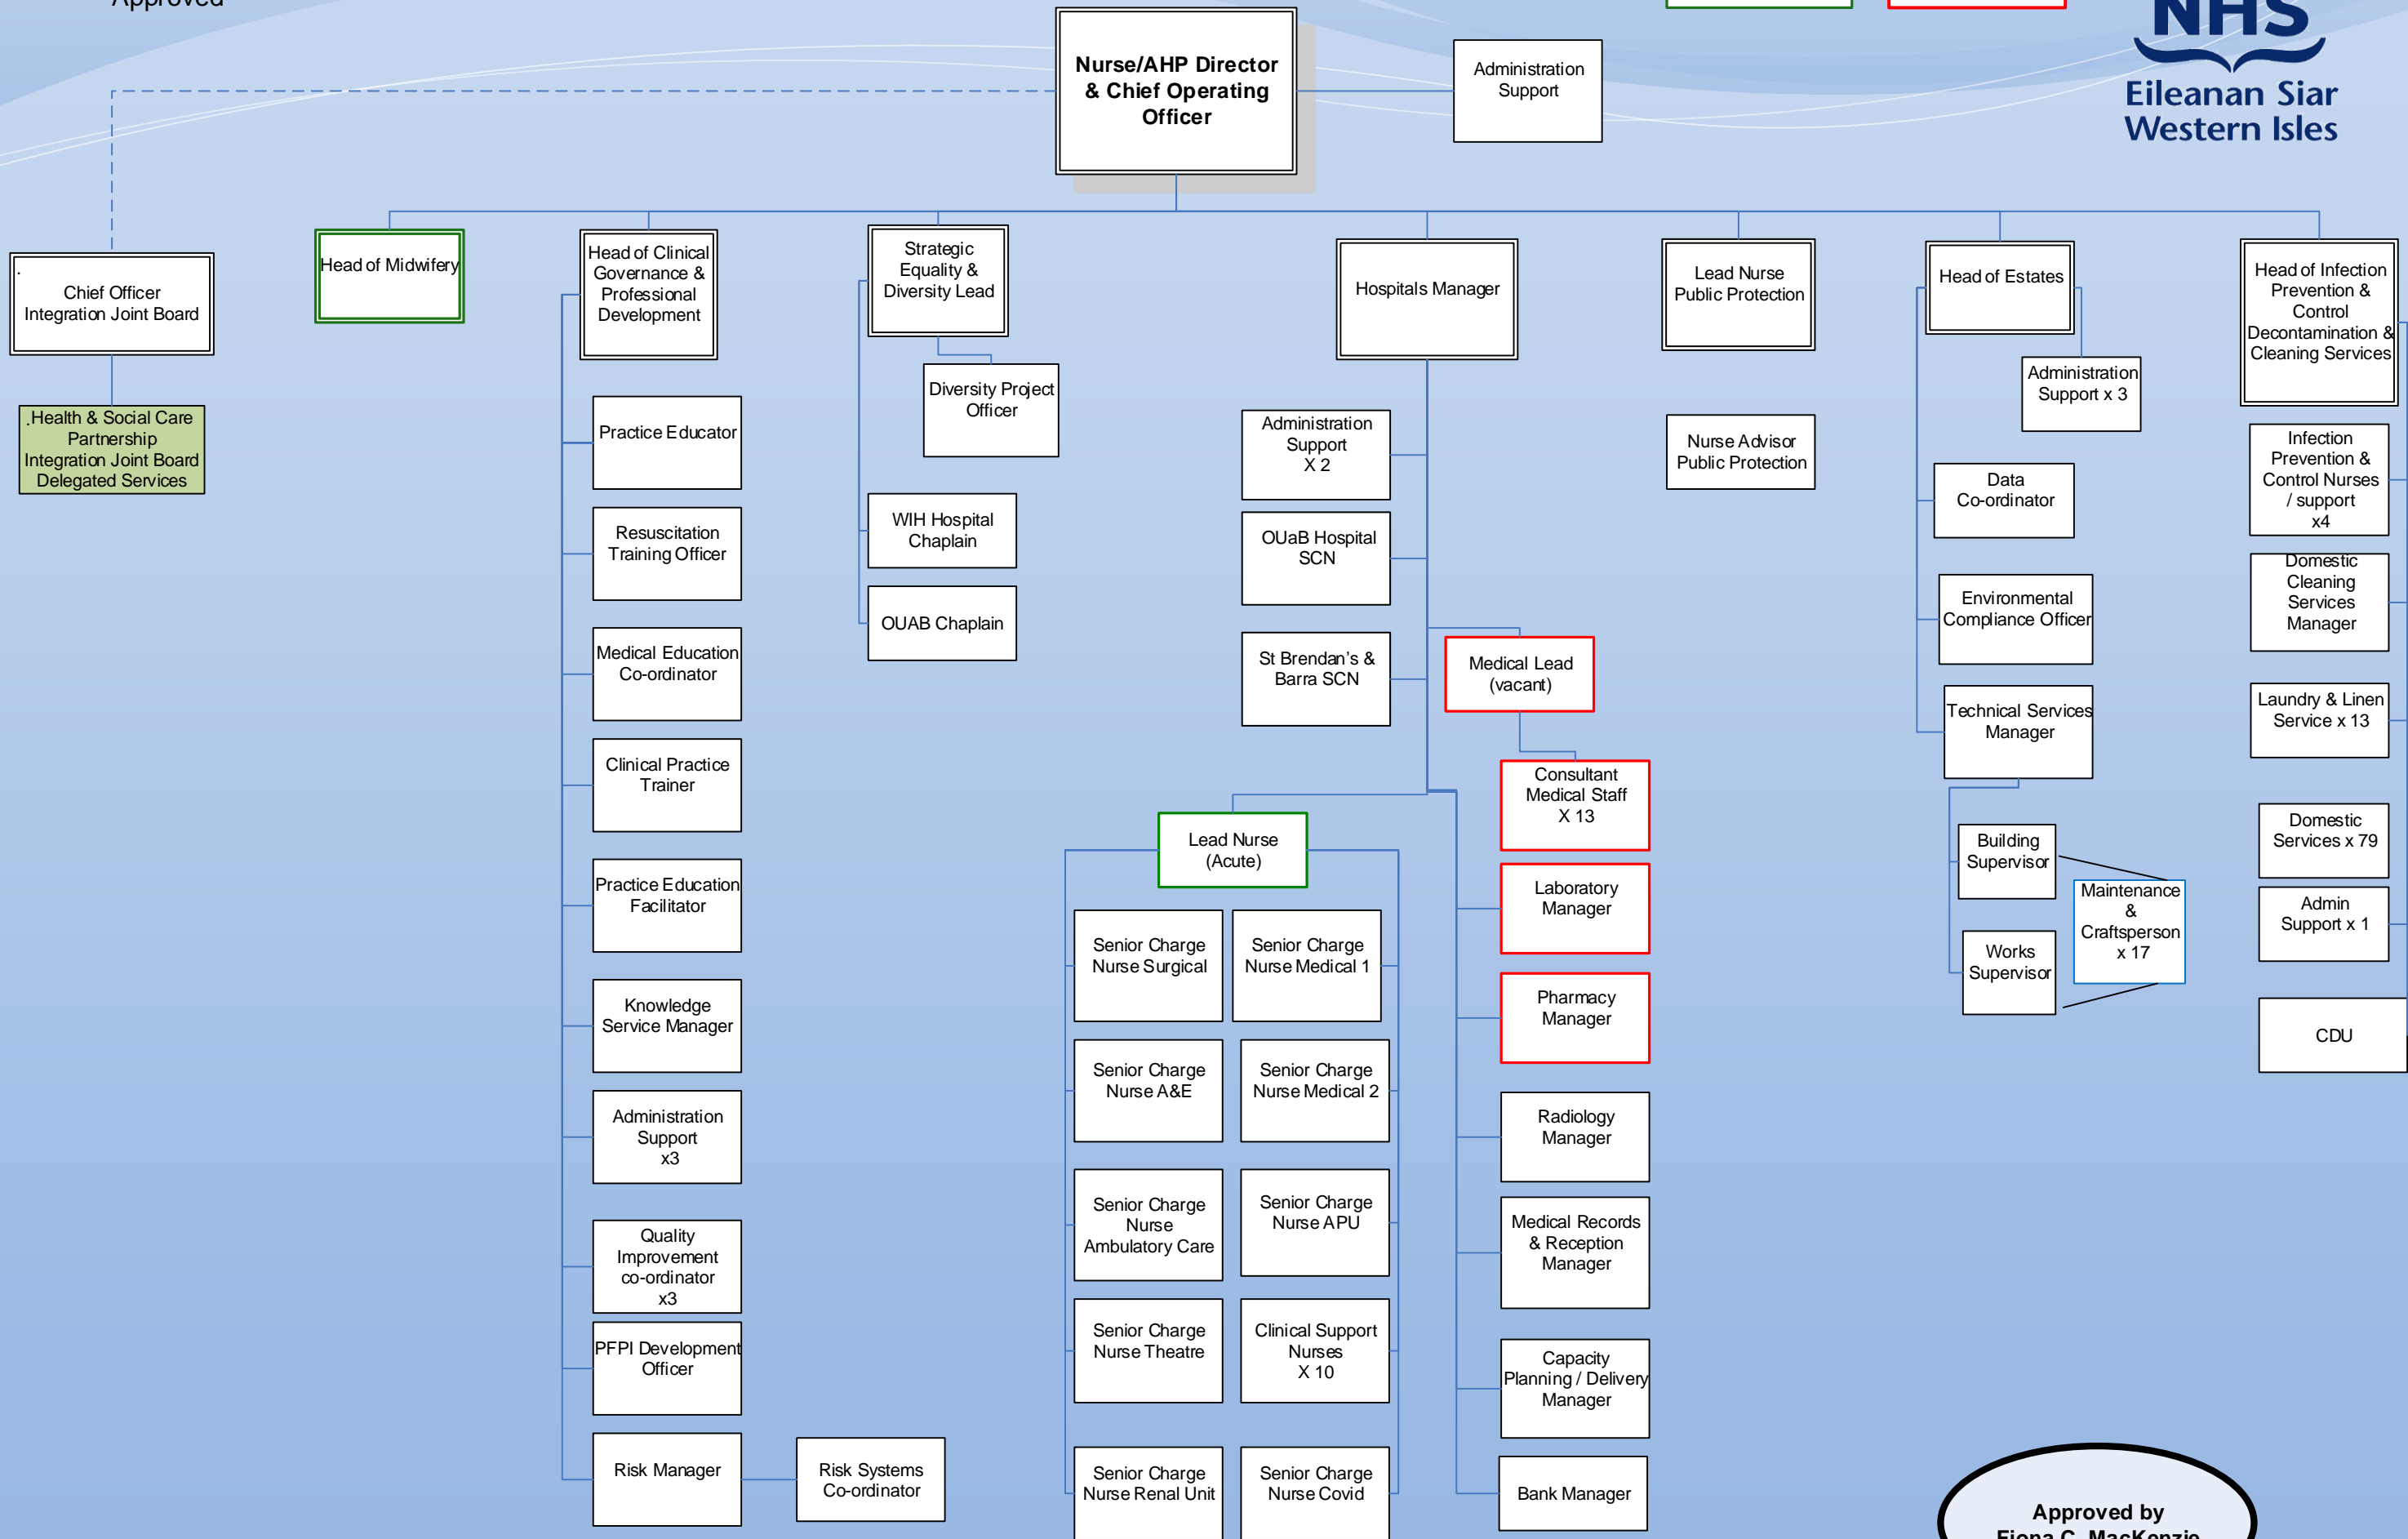 Approved
NHS
Eileanan Siar
Western Isles
Nurse/AHP Director
& Chief Operating
Officer
Administration
Support
.
Chief Officer
Integration Joint Board
.Health & Social Care
Partnership
Integration Joint Board
Delegated Services
Head of Midwifery
Head of Clinical
Governance &
Professional
Development
Practice Educator
Resuscitation
Training Officer
Medical Education
Co-ordinator
Clinical Practice
Trainer
Practice Education
Facilitator
Knowledge
Service Manager
Administration
Support
x3
Quality
Improvement
co-ordinator
x3
PFPI Development
Officer
Risk Manager
Risk Systems
Co-ordinator
Strategic
Equality &
Diversity Lead
Diversity Project
Officer
WIH Hospital
Chaplain
OUAB Chaplain
Hospitals Manager
Administration
Support
X 2
OUaB Hospital
SCN
St Brendan's &
Barra SCN
Medical Lead
(vacant)
Consultant
Medical Staff
X 13
Lead Nurse
(Acute)
Senior Charge
Nurse Surgical
Senior Charge
Nurse Medical 1
Senior Charge
Nurse A&E
Senior Charge
Nurse Medical 2
Senior Charge
Nurse
Ambulatory Care
Senior Charge
Nurse APU
Senior Charge
Nurse Theatre
Clinical Support
Nurses
X 10
Senior Charge
Nurse Renal Unit
Senior Charge
Nurse Covid
Laboratory
Manager
Pharmacy
Manager
Radiology
Manager
Medical Records
& Reception
Manager
Capacity
Planning / Delivery
Manager
Bank Manager
Lead Nurse
Public Protection
Nurse Advisor
Public Protection
Head of Estates
Administration
Support x 3
Data
Co-ordinator
Environmental
Compliance Officer
Technical Services
Manager
Building
Supervisor
Works
Supervisor
Maintenance
&
Craftsperson
x 17
Head of Infection
Prevention &
Control
Decontamination &
Cleaning Services
Infection
Prevention &
Control Nurses
/ support
x4
Domestic
Cleaning
Services
Manager
Laundry & Linen
Service x 13
Domestic
Services x 79
Admin
Support x 1
CDU
Approved by
Fiona C. MacKenzie